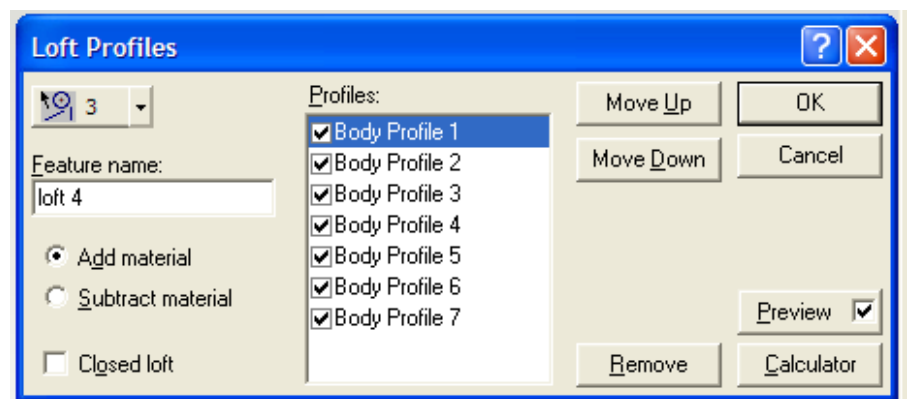 Loft Profiles
3
Feature name:
loft 4
Add material
Subtract material
Closed loft
Profiles:
Body Profile 1
Body Profile 2
Body Profile 3
Body Profile 4
Body Profile 5
Body Profile 6
Body Profile 7
Move Up
Move Down
Remove
OK
Cancel
Preview
Calculator